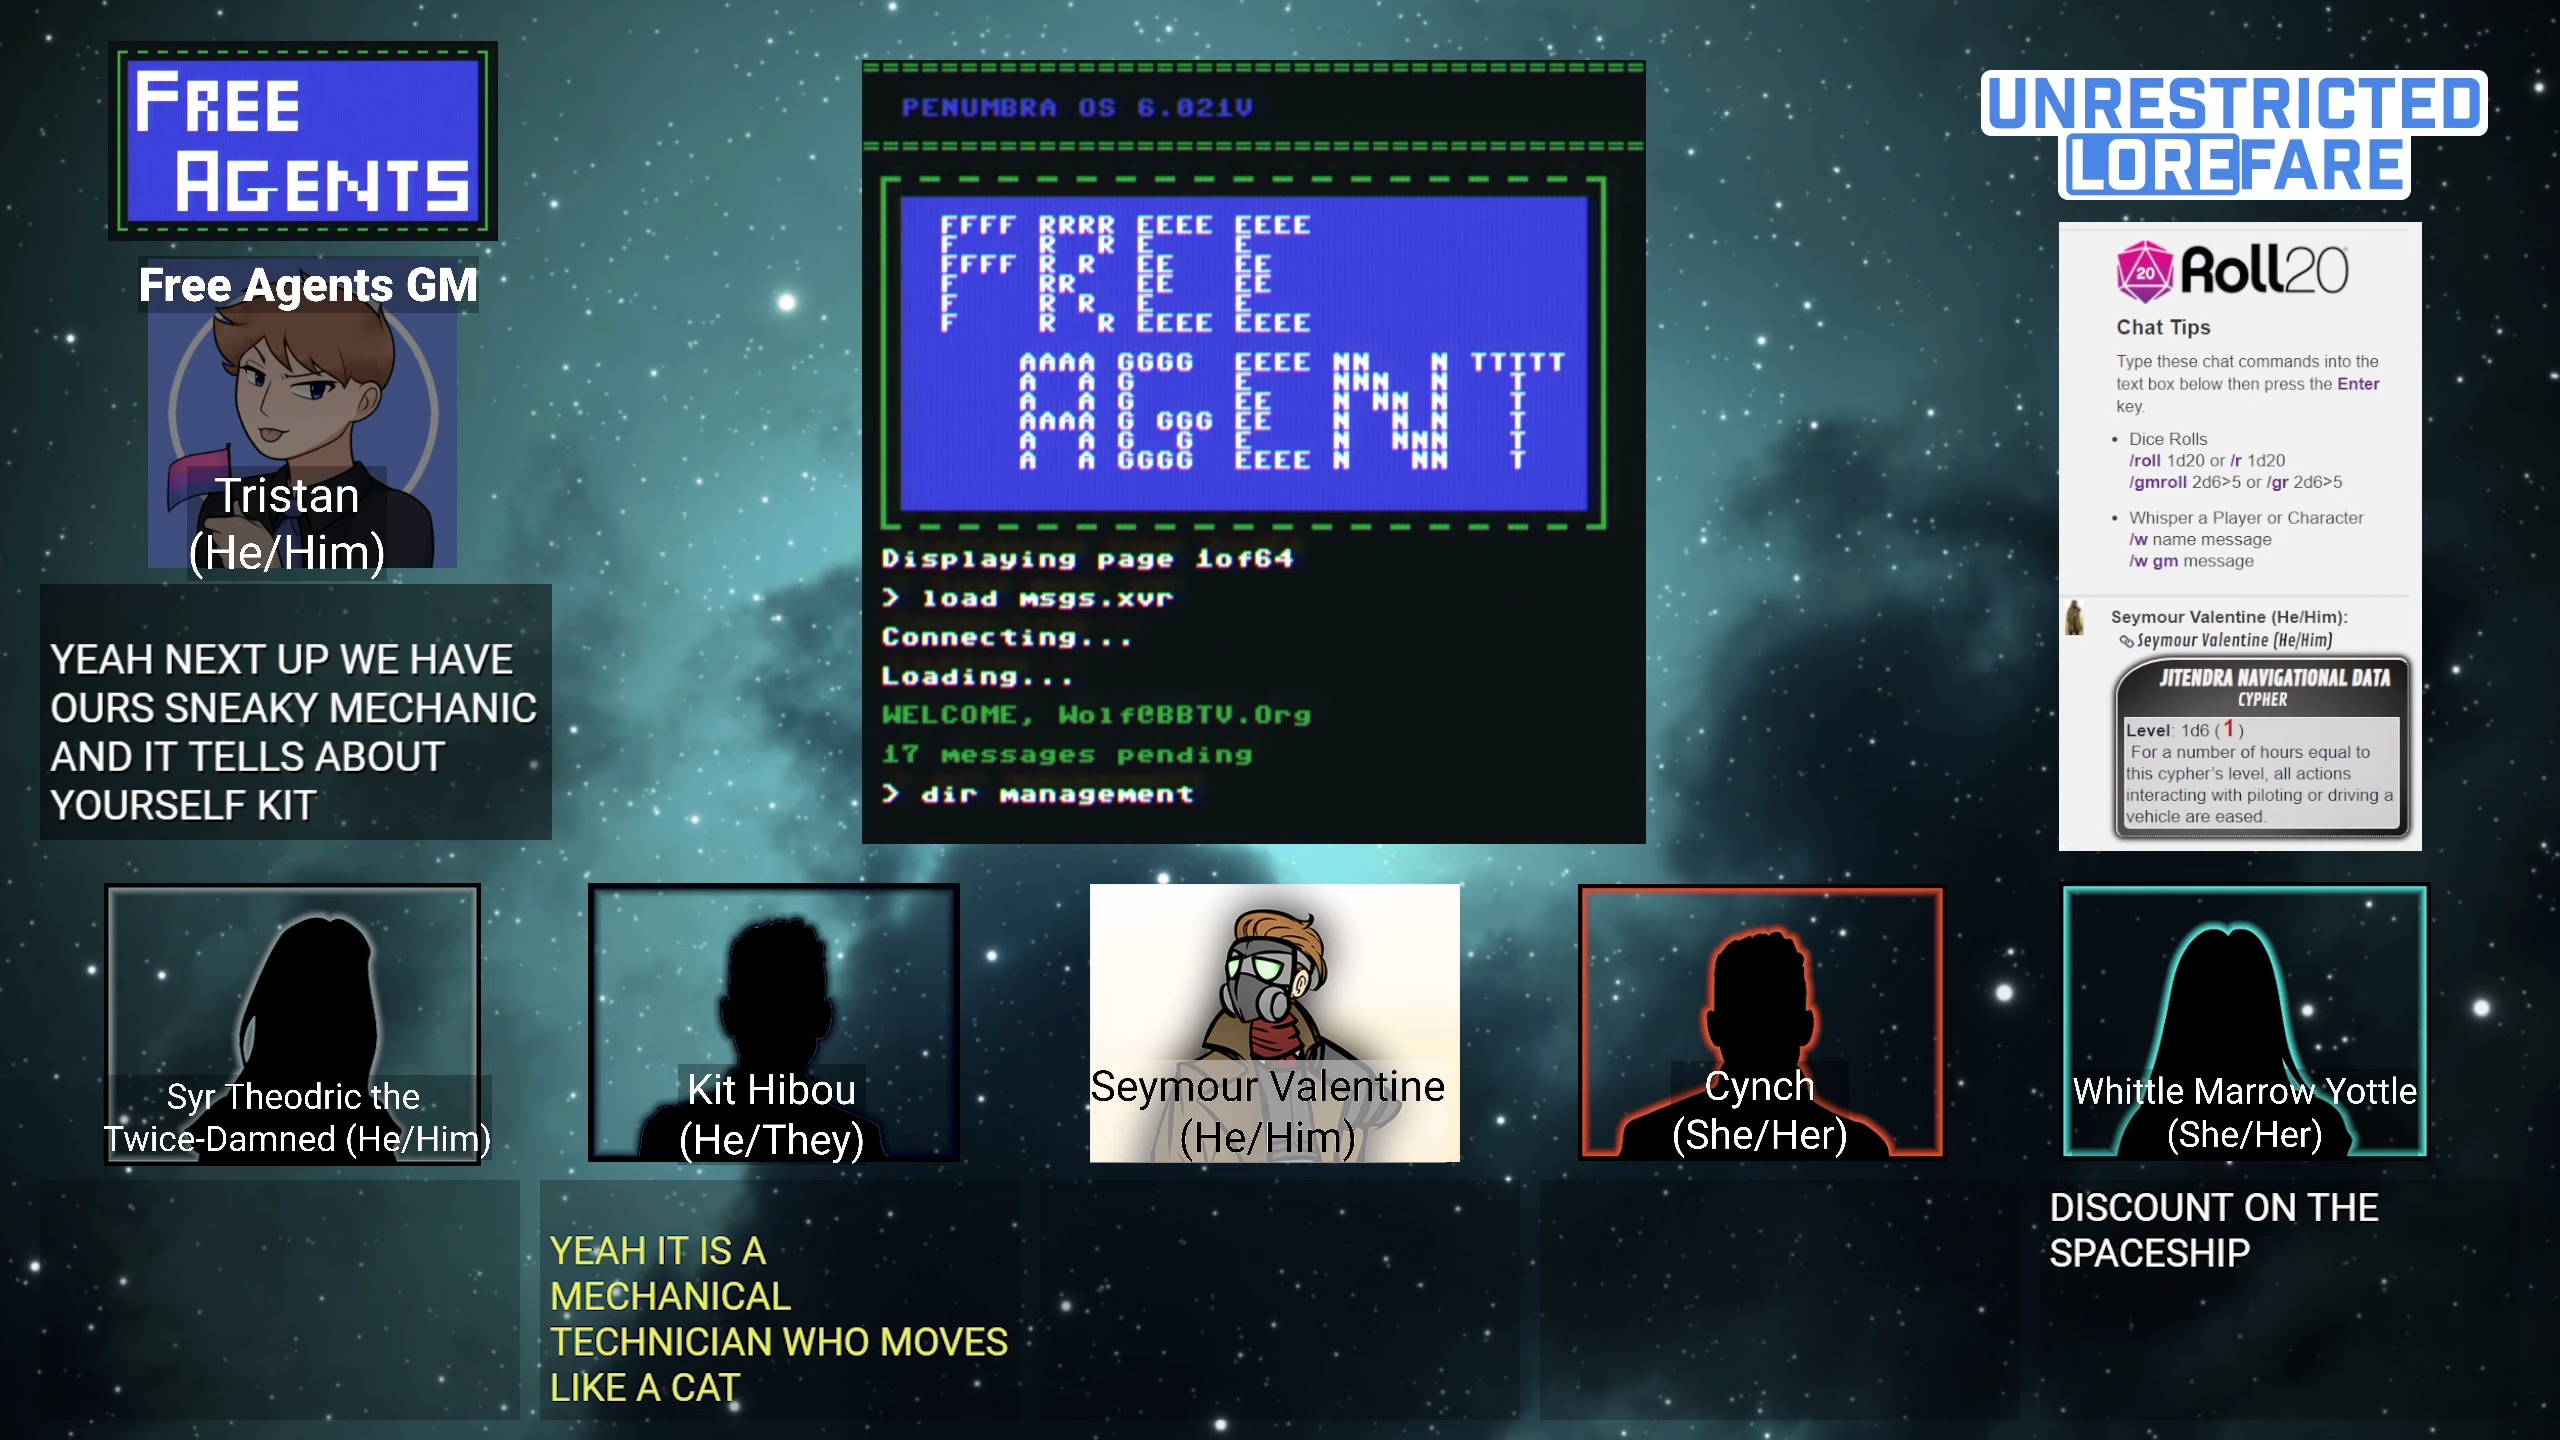 FREE
AGENTS
Free Agents GM
Tristan
(He/Him)
YEAH NEXT UP WE HAVE
OURS SNEAKY MECHANIC
AND IT TELLS ABOUT
YOURSELF KIT
================================================
PENUMBRA OS 6.021V
================================================
FREE
AGENT
Displaying page 1of64
> load msgs.xvr
Connecting...
Loading...
WELCOME, Wolf@BBTV.Org
17 messages pending
> dir management
UNRESTRICTED
LOREFARE
20 Roll20
Chat Tips
Type these chat commands into the
text box below then press the Enter
key.
• Dice Rolls
/roll 1d20 or /r 1d20
/gmroll 2d6>5 or /gr 2d6>5
• Whisper a Player or Character
/w name message
/w gm message
Seymour Valentine (He/Him):
Seymour Valentine (He/Him)
JITENDRA NAVIGATIONAL DATA
CYPHER
Level: 1d6 (1)
For a number of hours equal to
this cypher's level, all actions
interacting with piloting or driving a
vehicle are eased.
Syr Theodric the
Twice-Damned (He/Him)
Kit Hibou
(He/They)
Seymour Valentine
(He/Him)
Cynch
(She/Her)
Whittle Marrow Yottle
(She/Her)
YEAH IT IS A
MECHANICAL
TECHNICIAN WHO MOVES
LIKE A CAT
DISCOUNT ON THE
SPACESHIP